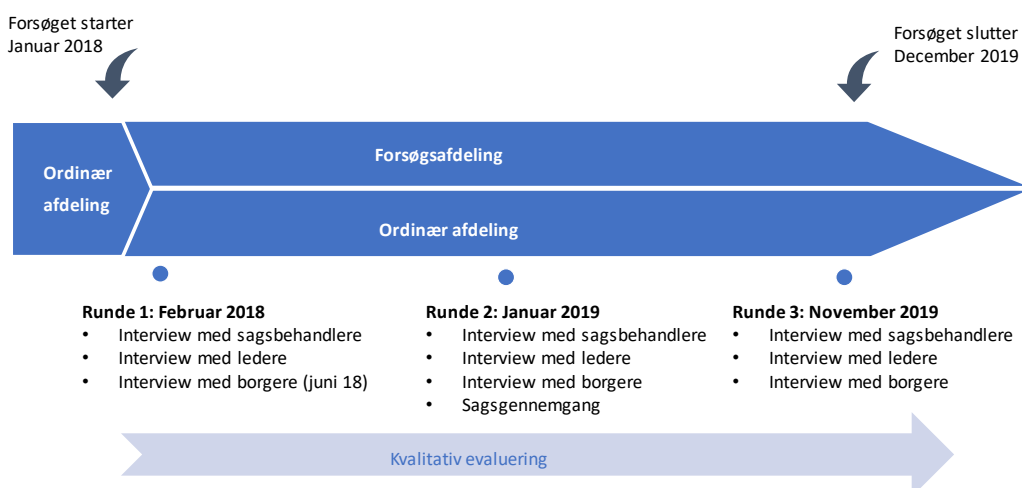 Forsøget starter
Januar 2018
Forsøget slutter
December 2019
Ordinær
afdeling
Forsøgsafdeling
Ordinær afdeling
Runde 1: Februar 2018
• Interview med sagsbehandlere
• Interview med ledere
• Interview med borgere (juni 18)
Runde 2: Januar 2019
• Interview med sagsbehandlere
• Interview med ledere
• Interview med borgere
• Sagsgennemgang
Runde 3: November 2019
• Interview med sagsbehandlere
• Interview med ledere
• Interview med borgere
Kvalitativ evaluering